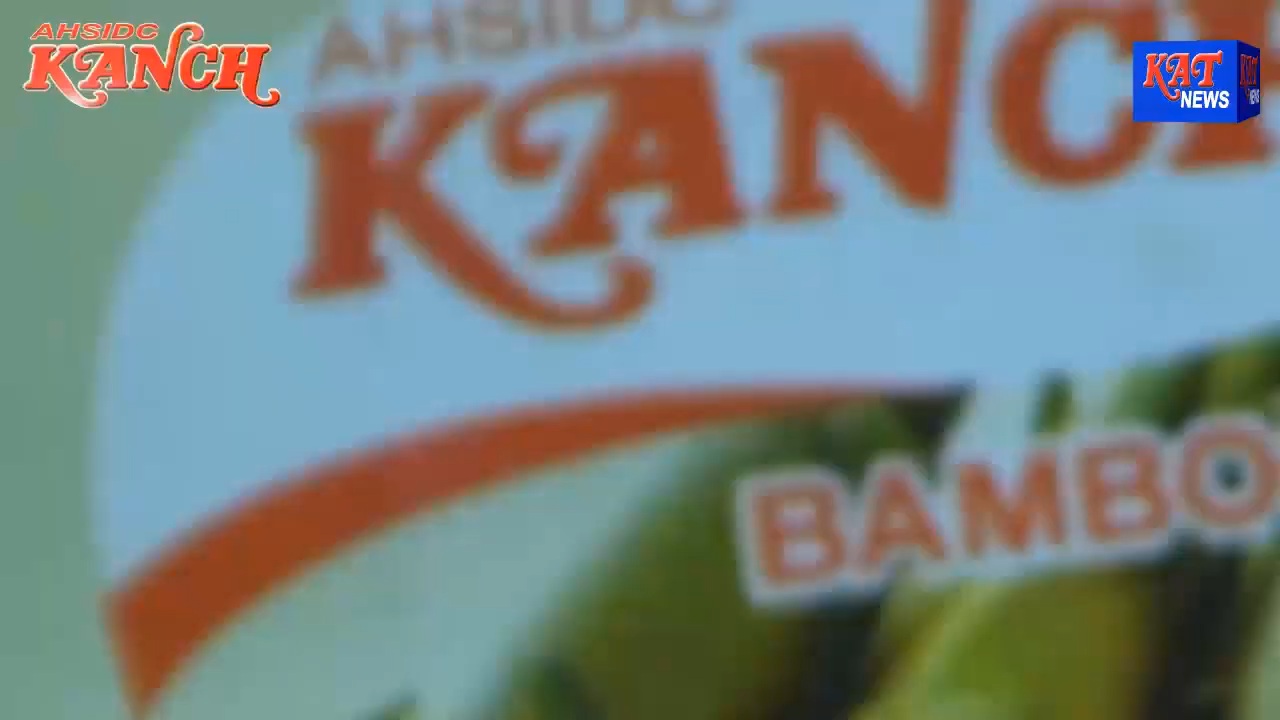 AHSIDC
KANCH
KAT
NEWS
AHSIDC
KANCH
BAMBO